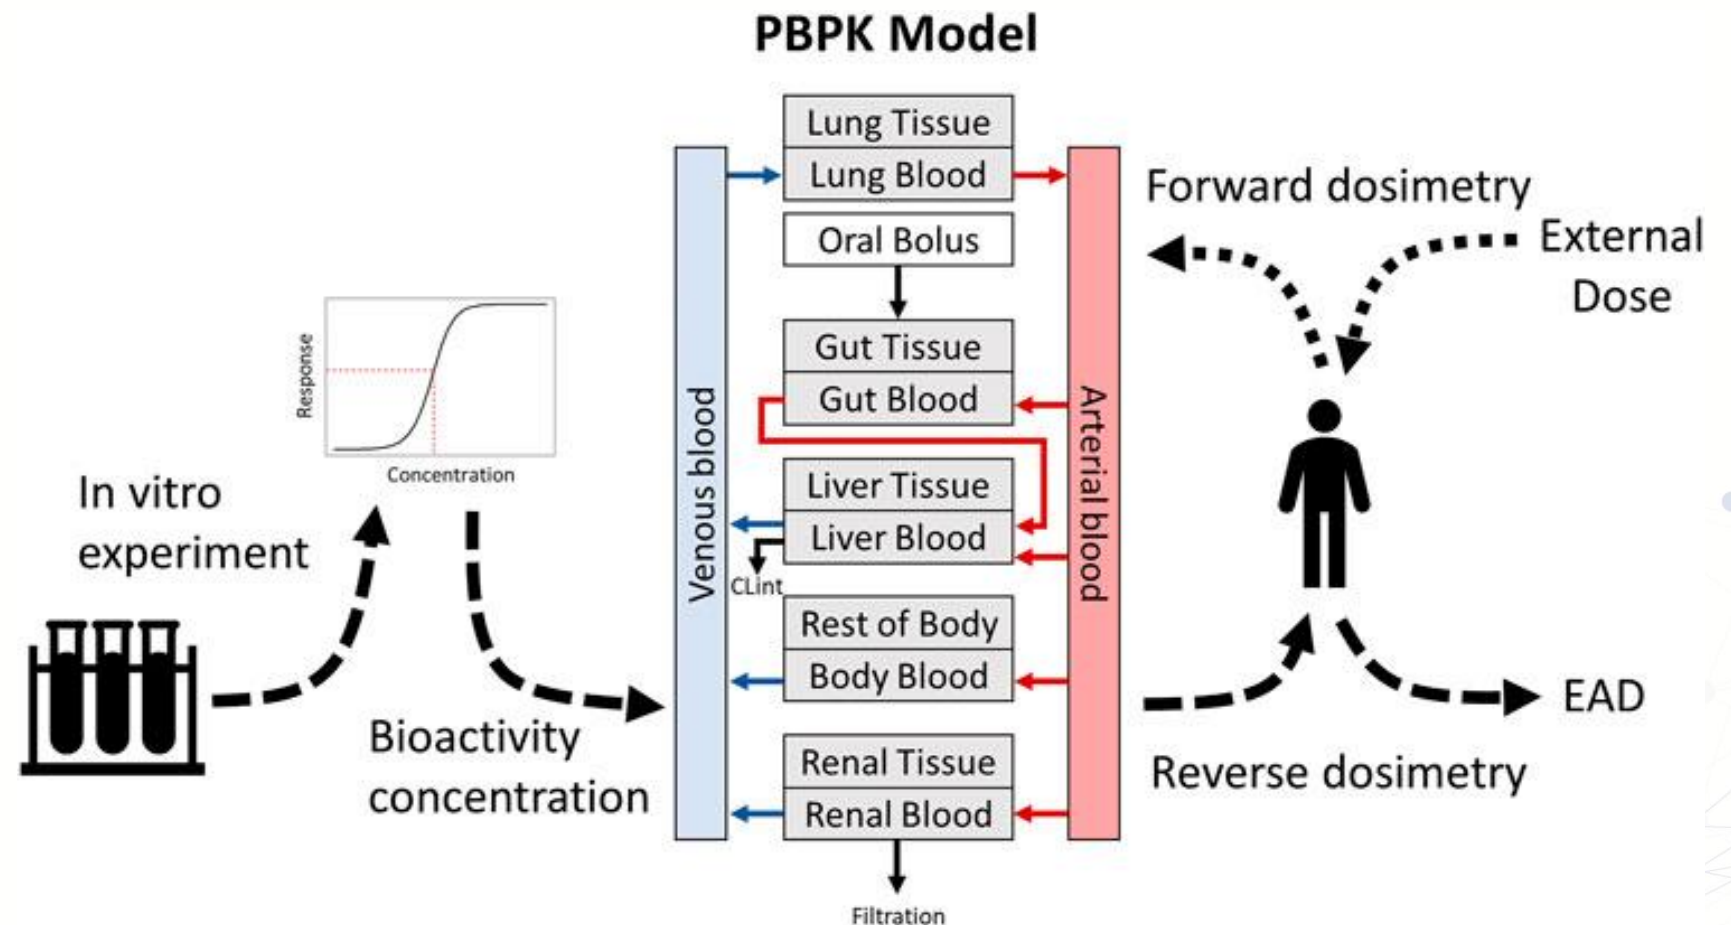 PBPK Model
Lung Tissue
Lung Blood
Oral Bolus
Gut Tissue
Gut Blood
Liver Tissue
Liver Blood
CLint
Rest of Body
Body Blood
Renal Tissue
Renal Blood
Filtration
Venous blood
Arterial blood
Response
Concentration
In vitro
experiment
Bioactivity
concentration
Forward dosimetry
External
Dose
EAD
Reverse dosimetry